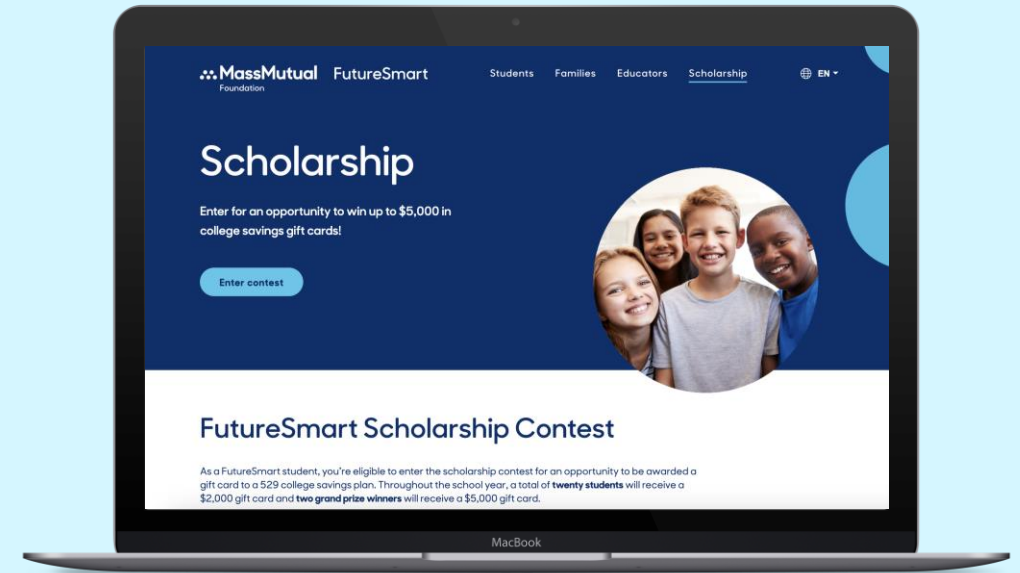 MassMutual FutureSmart Students Families Educators Scholarship EN
Foundation
Scholarship
Enter for an opportunity to win up to $5,000 in
college savings gift cards!
Enter contest
FutureSmart Scholarship Contest
As a FutureSmart student, you're eligible to enter the scholarship contest for an opportunity to be awarded a
gift card to a 529 college savings plan. Throughout the school year, a total of twenty students will receive a
$2,000 gift card and two grand prize winners will receive a $5,000 gift card.
MacBook